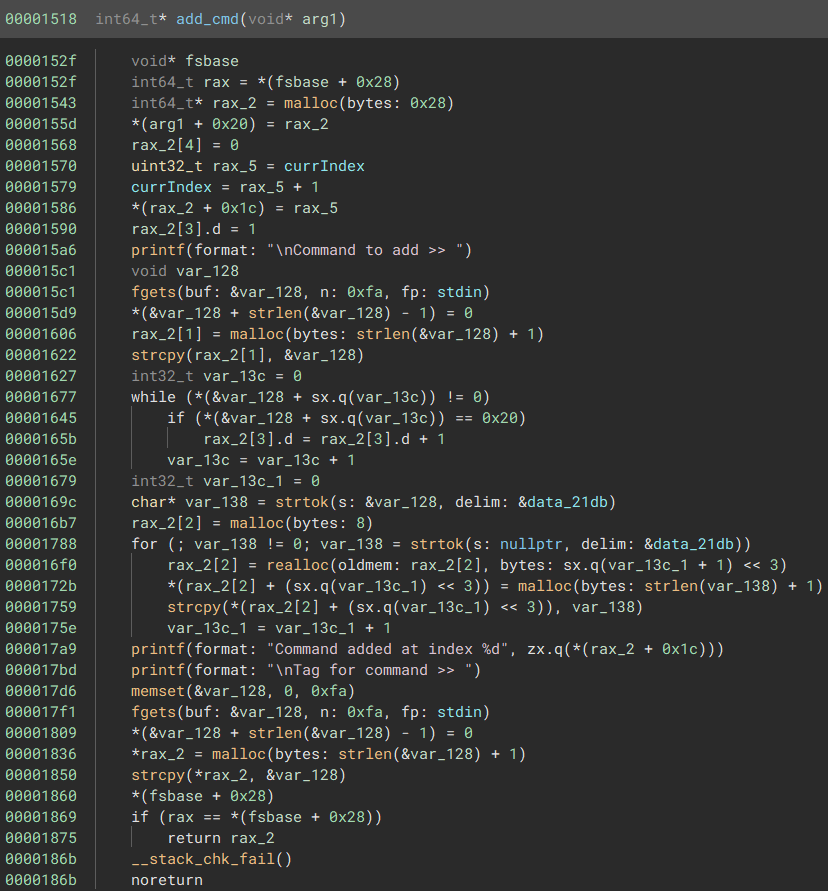 00001518 int64_t* add_cmd(void* arg1)
0000152f void* fsbase
0000152f int64_t rax = *(fsbase + 0x28)
00001543 int64_t* rax_2 = malloc(bytes: 0x28)
0000155d *(arg1 + 0x20) = rax_2
00001568 rax_2[4] = 0
00001570 uint32_t rax_5 = currIndex
00001579 currIndex = rax_5 + 1
00001586 *(rax_2 + 0x1c) = rax_5
00001590 rax_2[3].d = 1
000015a6 printf(format: "\nCommand to add >> ")
000015c1 void var_128
000015c1 fgets(buf: &var_128, n: 0xfa, fp: stdin)
000015d9 *(&var_128 + strlen(&var_128) - 1) = 0
00001606 rax_2[1] = malloc(bytes: strlen(&var_128) + 1)
00001622 strcpy(rax_2[1], &var_128)
00001627 int32_t var_13c = 0
00001677 while (*(&var_128 + sx.q(var_13c)) != 0)
00001645 if (*(&var_128 + sx.q(var_13c)) == 0x20)
0000165b rax_2[3].d = rax_2[3].d + 1
0000165e var_13c = var_13c + 1
00001679 int32_t var_13c_1 = 0
0000169c char* var_138 = strtok(s: &var_128, delim: &data_21db)
000016b7 rax_2[2] = malloc(bytes: 8)
00001788 for (; var_138 != 0; var_138 = strtok(s: nullptr, delim: &data_21db))
000016f0 rax_2[2] = realloc(oldmem: rax_2[2], bytes: sx.q(var_13c_1 + 1) << 3)
0000172b *(rax_2[2] + (sx.q(var_13c_1) << 3)) = malloc(bytes: strlen(var_138) + 1)
00001759 strcpy(*(rax_2[2] + (sx.q(var_13c_1) << 3)), var_138)
0000175e var_13c_1 = var_13c_1 + 1
000017a9 printf(format: "Command added at index %d", zx.q(*(rax_2 + 0x1c)))
000017bd printf(format: "\nTag for command >> ")
000017d6 memset(&var_128, 0, 0xfa)
000017f1 fgets(buf: &var_128, n: 0xfa, fp: stdin)
00001809 *(&var_128 + strlen(&var_128) - 1) = 0
00001836 *rax_2 = malloc(bytes: strlen(&var_128) + 1)
00001850 strcpy(*rax_2, &var_128)
00001860 *(fsbase + 0x28)
00001869 if (rax == *(fsbase + 0x28))
00001875 return rax_2
0000186b __stack_chk_fail()
0000186b noreturn